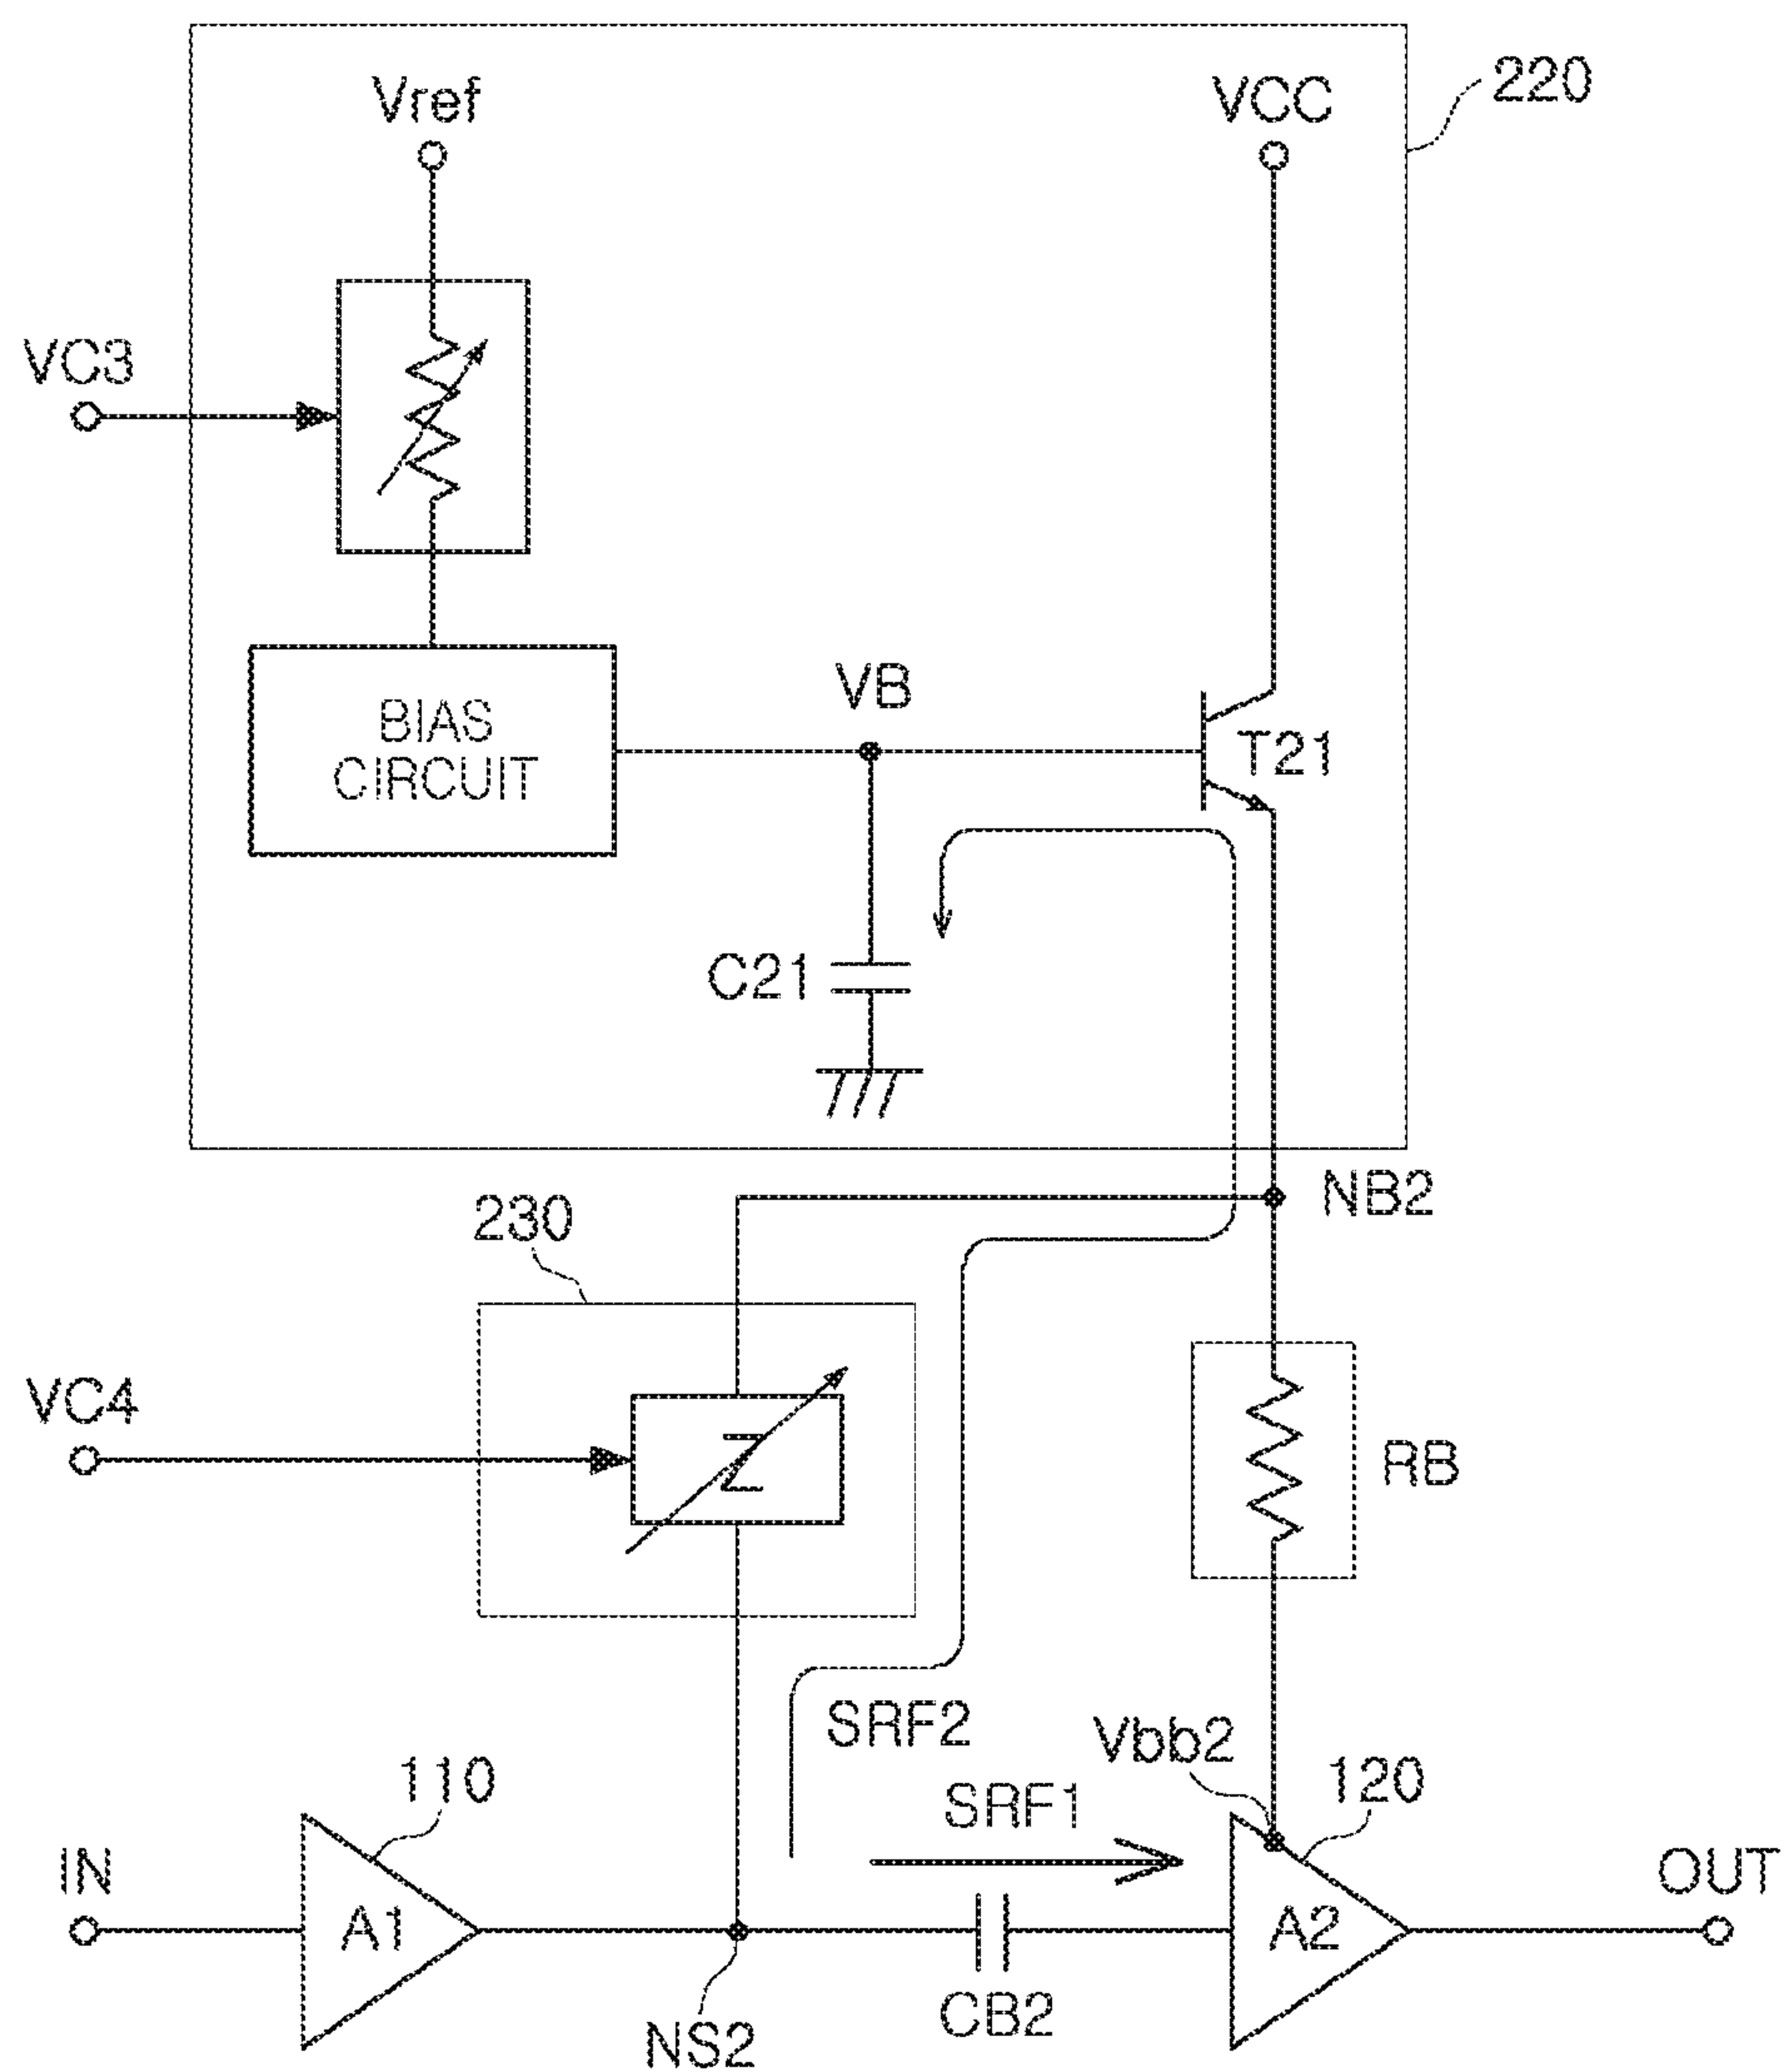 Vref
VCC
220
VC3
VB
BIAS
CIRCUIT
T21
C21
NB2
230
VC4
Z
RB
SRF2
Vbb2
110
SRF1
120
IN
OUT
A1
A2
CB2
NS2